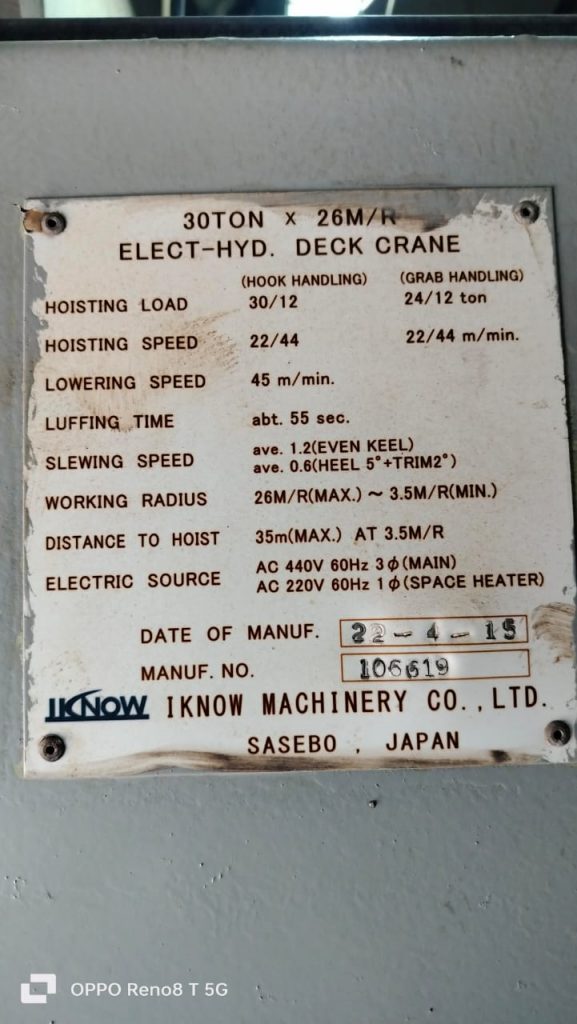 30TON × 26M/R
ELECT-HYD. DECK CRANE
(HOOK HANDLING) (GRAB HANDLING)
HOISTING LOAD 30/12 24/12 ton
HOISTING SPEED 22/44 22/44 m/min.
LOWERING SPEED 45 m/min.
LUFFING TIME abt. 55 sec.
SLEWING SPEED ave. 1.2(EVEN KEEL)
ave. 0.6(HEEL 5°+TRIM2°)
WORKING RADIUS 26M/R(MAX.) ~ 3.5M/R(MIN.)
DISTANCE TO HOIST 35m(MAX.) AT 3.5M/R
ELECTRIC SOURCE AC 440V 60Hz 3φ(MAIN)
AC 220V 60Hz 1φ(SPACE HEATER)
DATE OF MANUF. 22-4-15
MANUF. NO. 106619
IKNOW IKNOW MACHINERY CO.,LTD.
SASEBO , JAPAN
OPPO Reno8 T 5G